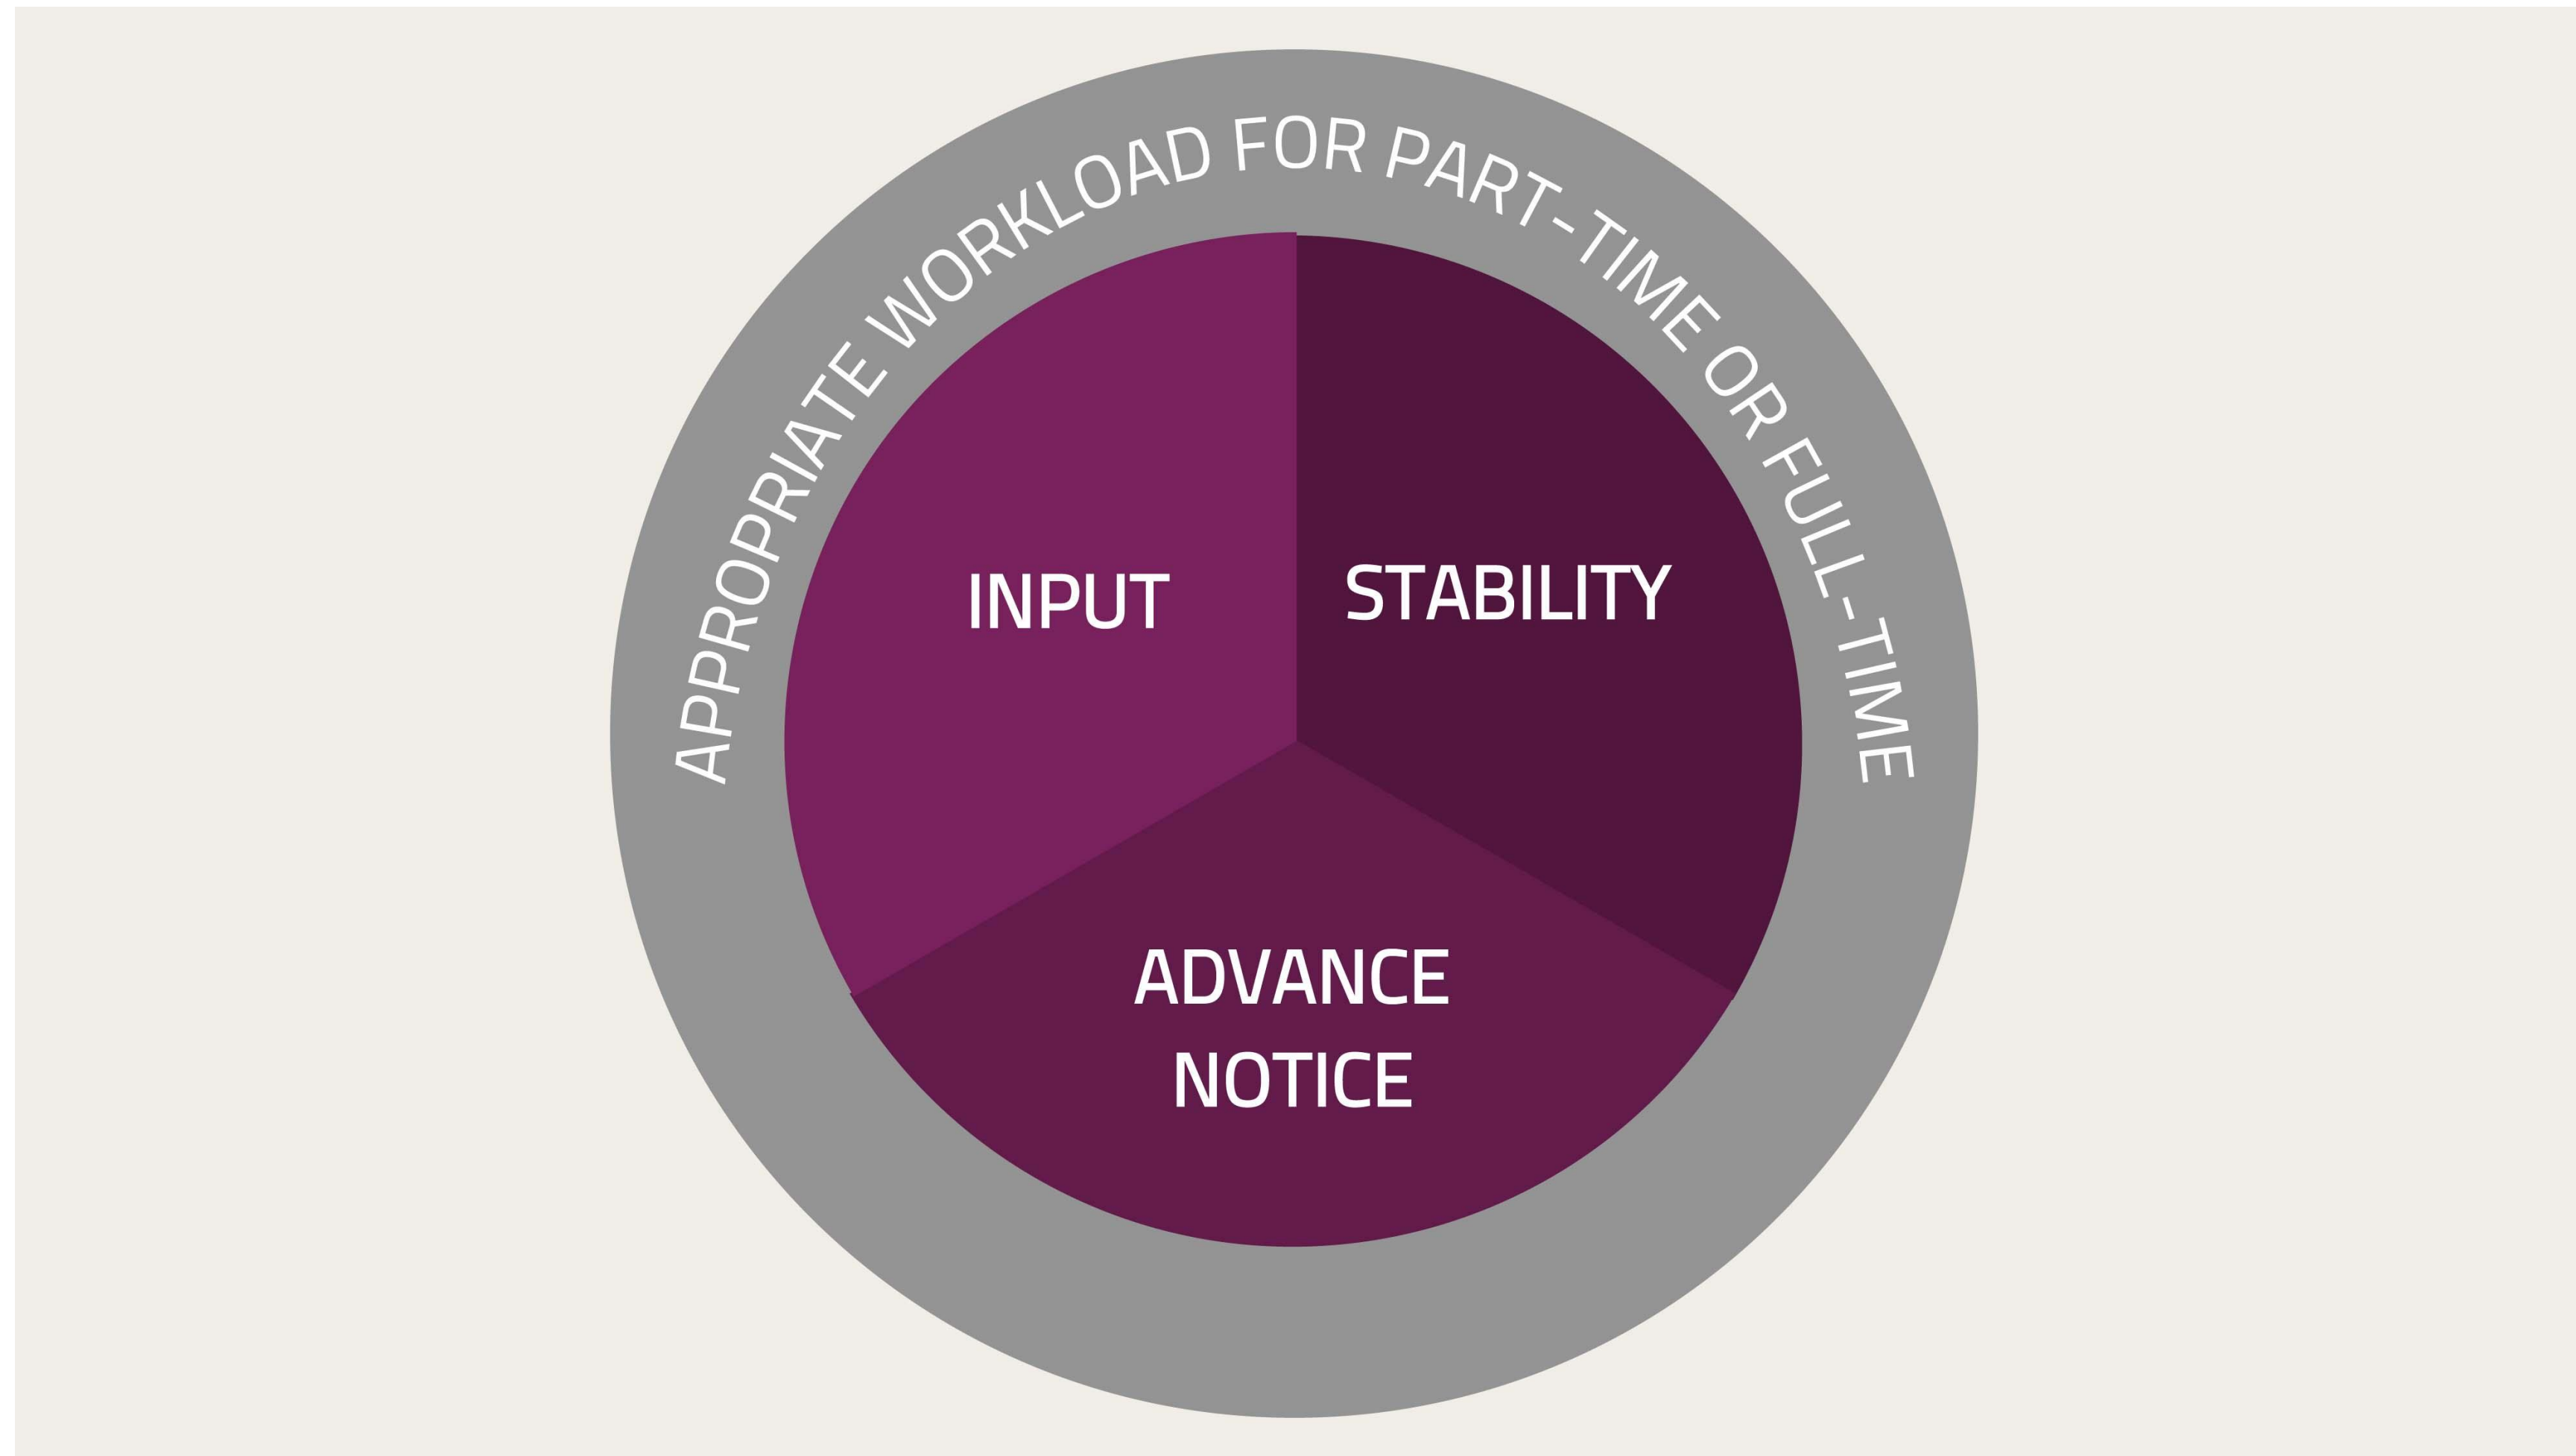 APPROPRIATE WORKLOAD FOR PART-TIME OR FULL-TIME
INPUT
STABILITY
ADVANCE
NOTICE